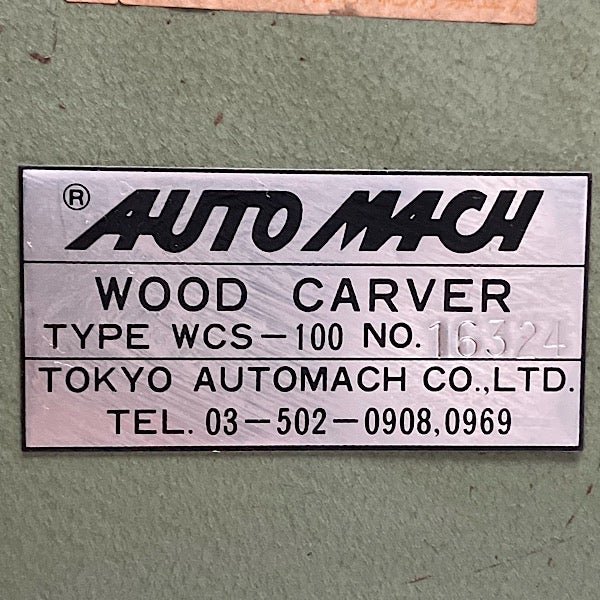 ® AUTO MACH
WOOD CARVER
TYPE WCS-100 NO. 16324
TOKYO AUTOMACH CO.,LTD.
TEL. 03-502-0908,0969